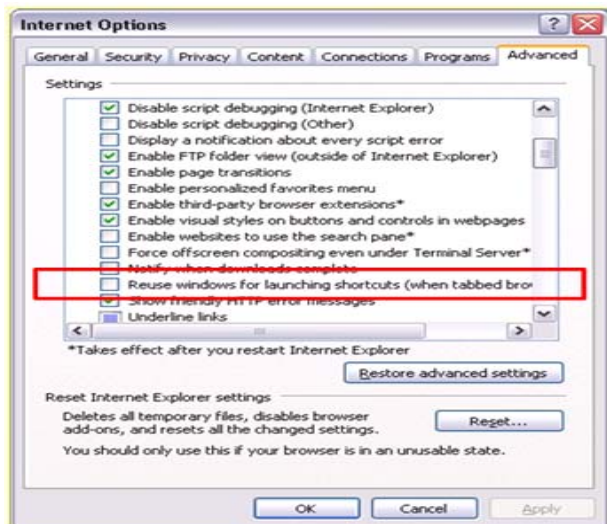 Internet Options
General Security Privacy Content Connections Programs Advanced
Settings
Disable script debugging (Internet Explorer)
Disable script debugging (Other)
Display a notification about every script error
Enable FTP folder view (outside of Internet Explorer)
Enable page transitions
Enable personalized favorites menu
Enable third-party browser extensions*
Enable visual styles on buttons and controls in webpages
Enable websites to use the search pane*
Force offscreen compositing even under Terminal Server*
Notify when downloads complete
Reuse windows for launching shortcuts (when tabbed bro
Show friendly HTTP error messages
Underline links
*Takes effect after you restart Internet Explorer
Restore advanced settings
Reset Internet Explorer settings
Deletes all temporary files, disables browser
add-ons, and resets all the changed settings.
Reset...
You should only use this if your browser is in an unusable state.
OK Cancel Apply